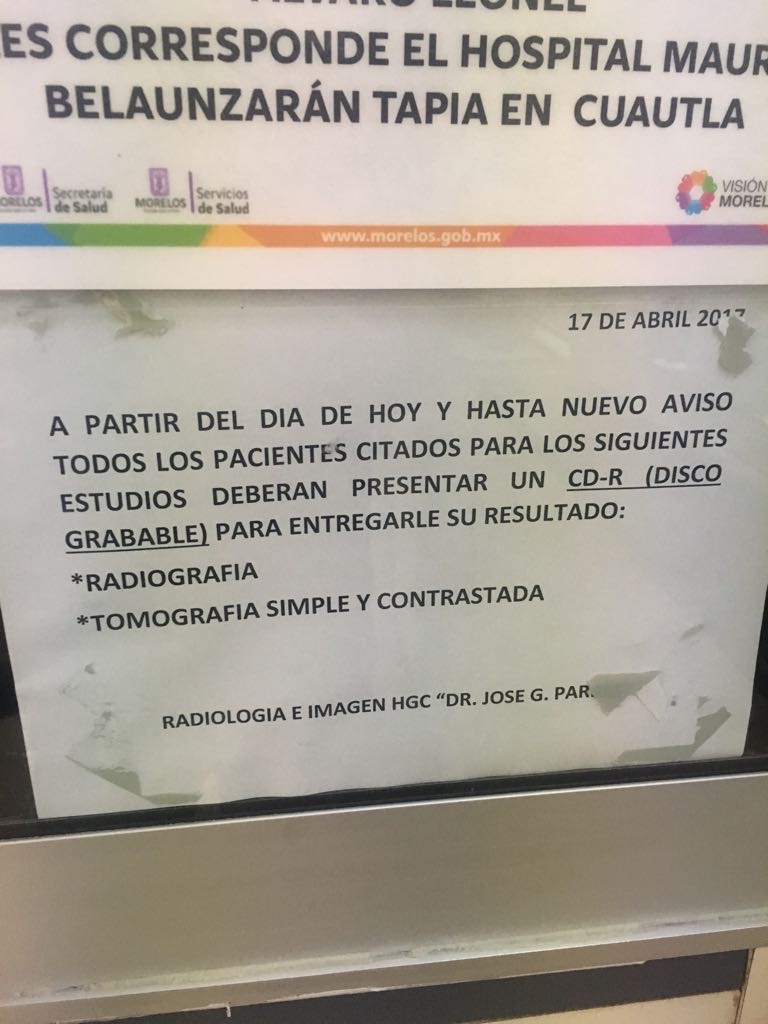 ES CORRESPONDE EL HOSPITAL MAUR
BELAUNZARÁN TAPIA EN CUAUTLA
MORELOS
Secretaría
de Salud
MORELOS
Servicios
de Salud
VISIÓN
MOREL
www.morelos.gob.mx
17 DE ABRIL 2017
A PARTIR DEL DIA DE HOY Y HASTA NUEVO AVISO
TODOS LOS PACIENTES CITADOS PARA LOS SIGUIENTES
ESTUDIOS DEBERAN PRESENTAR UN CD-R (DISCO
GRABABLE) PARA ENTREGARLE SU RESULTADO:
*RADIOGRAFIA
*TOMOGRAFIA SIMPLE Y CONTRASTADA
RADIOLOGIA E IMAGEN HGC “DR. JOSE G. PAR